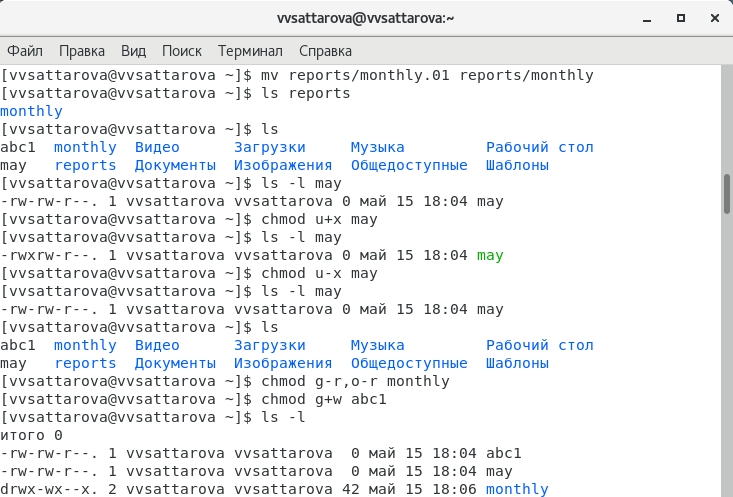 vvsattarova@vvsattarova:~
Файл Правка Вид Поиск Терминал Справка
[vvsattarova@vvsattarova ~]$ mv reports/monthly.01 reports/monthly
[vvsattarova@vvsattarova ~]$ ls reports
monthly
[vvsattarova@vvsattarova ~]$ ls
abc1  monthly  Видео      Загрузки     Музыка         Рабочий стол
may   reports  Документы  Изображения  Общедоступные  Шаблоны
[vvsattarova@vvsattarova ~]$ ls -l may
-rw-rw-r--. 1 vvsattarova vvsattarova 0 май 15 18:04 may
[vvsattarova@vvsattarova ~]$ chmod u+x may
[vvsattarova@vvsattarova ~]$ ls -l may
-rwxrw-r--. 1 vvsattarova vvsattarova 0 май 15 18:04 may
[vvsattarova@vvsattarova ~]$ chmod u-x may
[vvsattarova@vvsattarova ~]$ ls -l may
-rw-rw-r--. 1 vvsattarova vvsattarova 0 май 15 18:04 may
[vvsattarova@vvsattarova ~]$ ls
abc1  monthly  Видео      Загрузки     Музыка         Рабочий стол
may   reports  Документы  Изображения  Общедоступные  Шаблоны
[vvsattarova@vvsattarova ~]$ chmod g-r,o-r monthly
[vvsattarova@vvsattarova ~]$ chmod g+w abc1
[vvsattarova@vvsattarova ~]$ ls -l
итого 0
-rw-rw-r--. 1 vvsattarova vvsattarova  0 май 15 18:04 abc1
-rw-rw-r--. 1 vvsattarova vvsattarova  0 май 15 18:04 may
drwx-wx--x. 2 vvsattarova vvsattarova 42 май 15 18:06 monthly